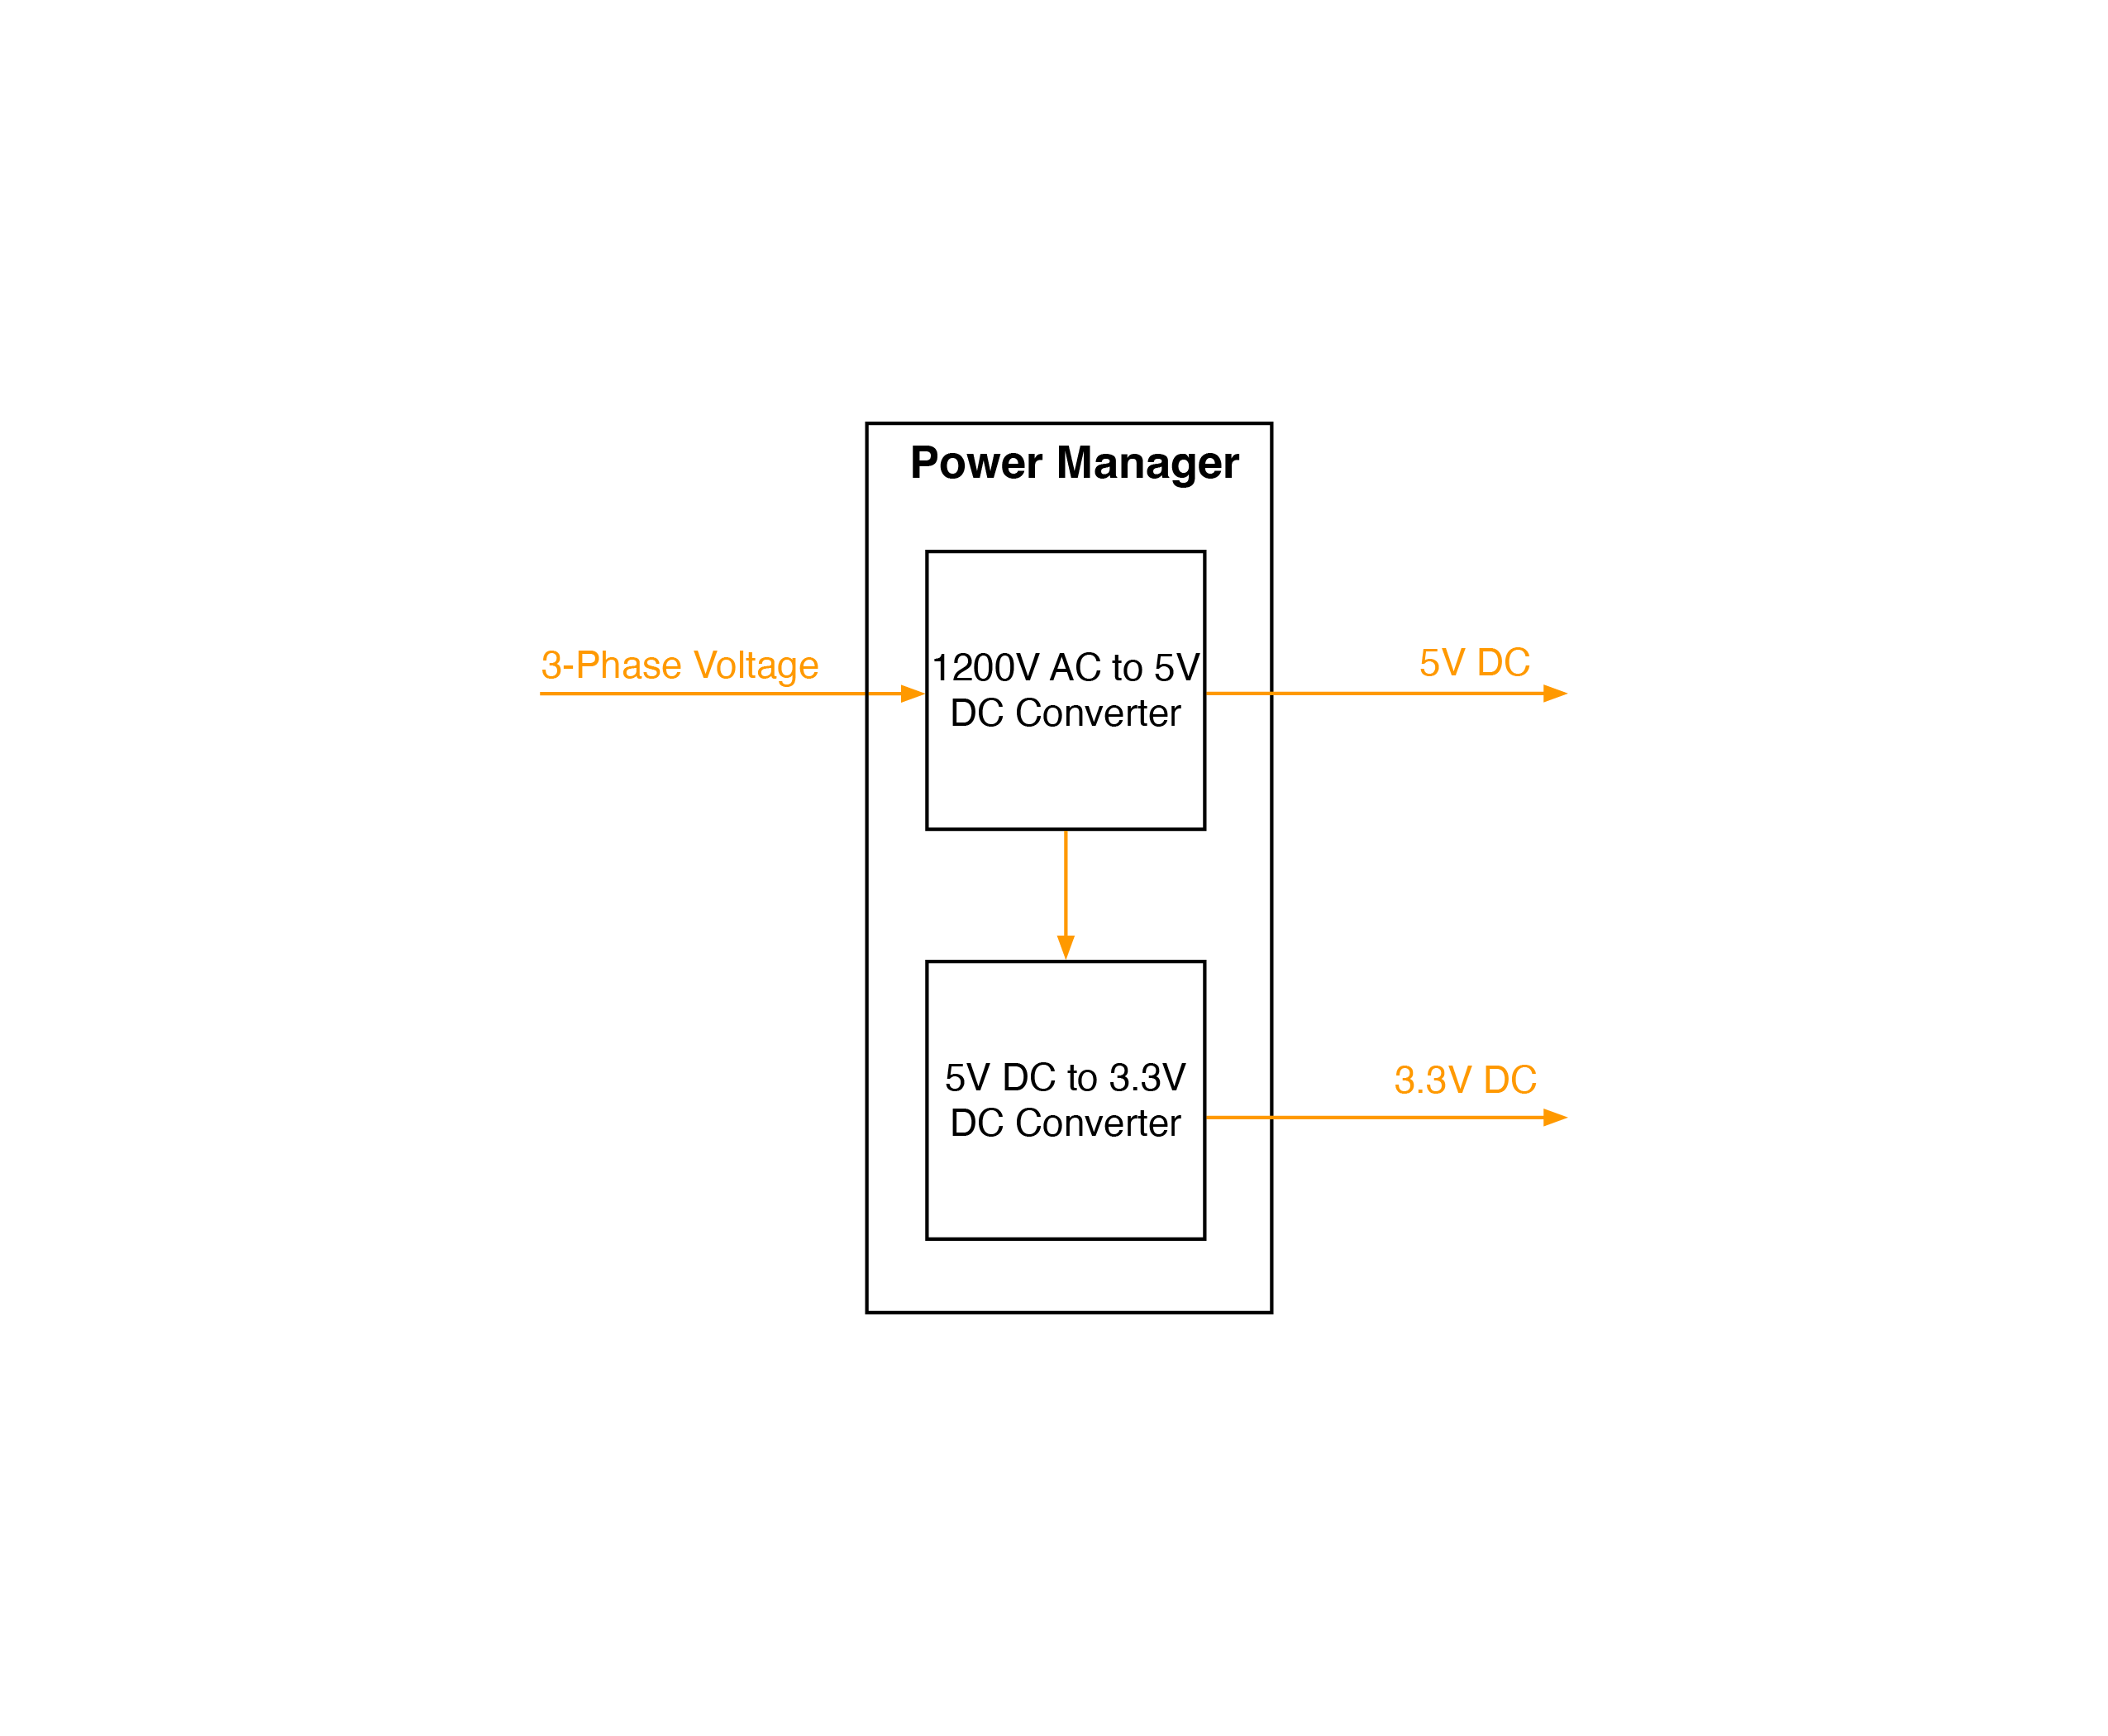 Power Manager
3-Phase Voltage
1200V AC to 5V
DC Converter
5V DC
5V DC to 3.3V
DC Converter
3.3V DC